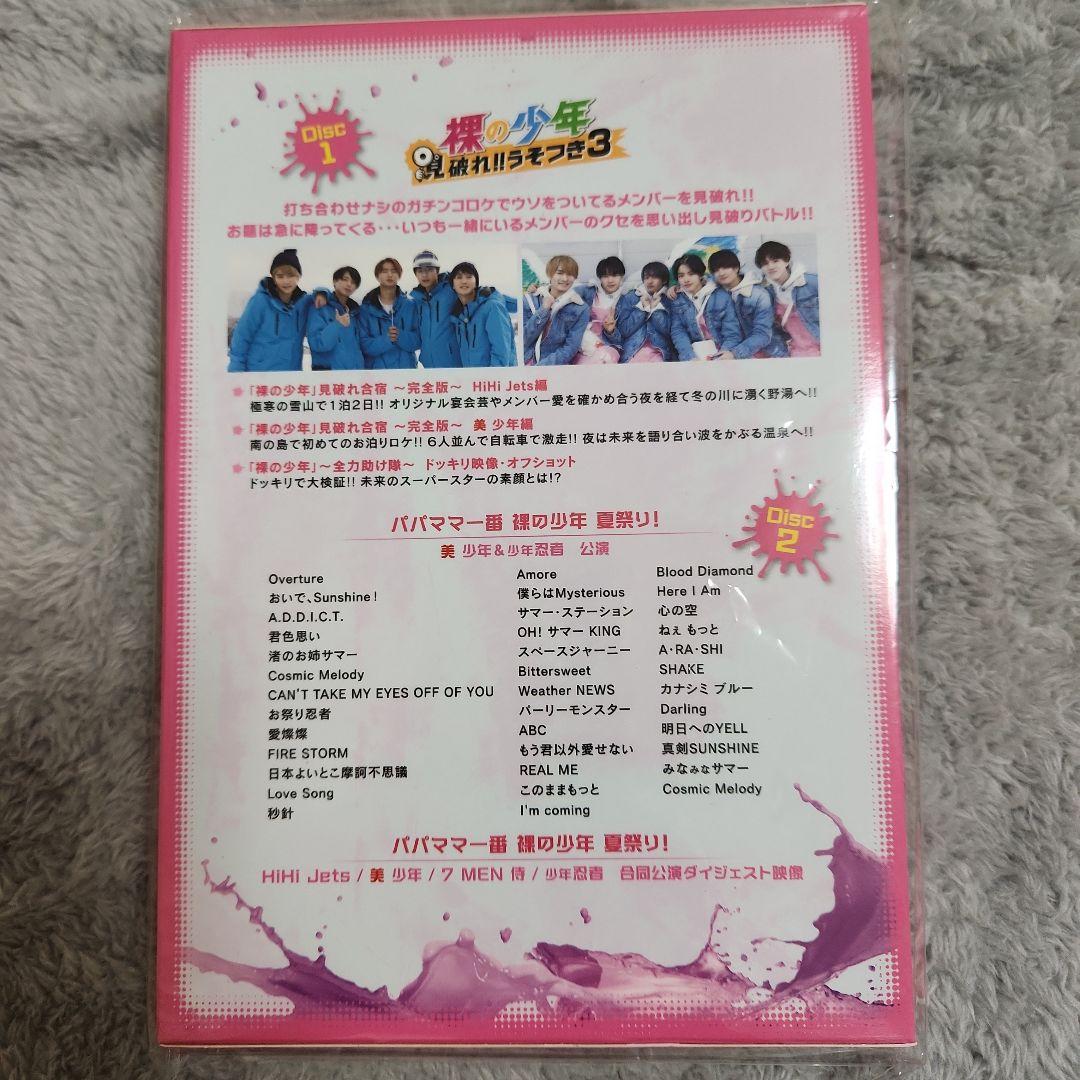 Disc
1
裸の少年
見破れ!!うそつき3
打ち合わせナシのガチンコロケでウソをついてるメンバーを見破れ!!
お題は急に降ってくる･･･いつも一緒にいるメンバーのクセを思い出し見破りバトル!!
「裸の少年」見破れ合宿 ～完全版～ HiHi Jets編
極寒の雪山で1泊2日!! オリジナル宴会芸やメンバー愛を確かめ合う夜を経て冬の川に湧く野湯へ!!
「裸の少年」見破れ合宿 ～完全版～ 美 少年編
南の島で初めてのお泊りロケ!! 6人並んで自転車で激走!! 夜は未来を語り合い波をかぶる温泉へ!!
「裸の少年」～全力助け隊～ ドッキリ映像･オフショット
ドッキリで大検証!! 未来のスーパースターの素顔とは!?
Disc
2
パパママ一番 裸の少年 夏祭り!
美 少年&少年忍者 公演
Overture
おいで、Sunshine!
A.D.D.I.C.T.
君色思い
渚のお姉サマー
Cosmic Melody
CAN'T TAKE MY EYES OFF OF YOU
お祭り忍者
愛燦燦
FIRE STORM
日本よいとこ摩訶不思議
Love Song
秒針
Amore
僕らはMysterious
サマー･ステーション
OH! サマー KING
スペースジャーニー
Bittersweet
Weather NEWS
パーリーモンスター
ABC
もう君以外愛せない
REAL ME
このままもっと
I'm coming
Blood Diamond
Here I Am
心の空
ねぇ もっと
A･RA･SHI
SHAKE
カナシミ ブルー
Darling
明日へのYELL
真剣SUNSHINE
みなみなサマー
Cosmic Melody
パパママ一番 裸の少年 夏祭り!
HiHi Jets / 美 少年 / 7 MEN 侍 / 少年忍者 合同公演ダイジェスト映像